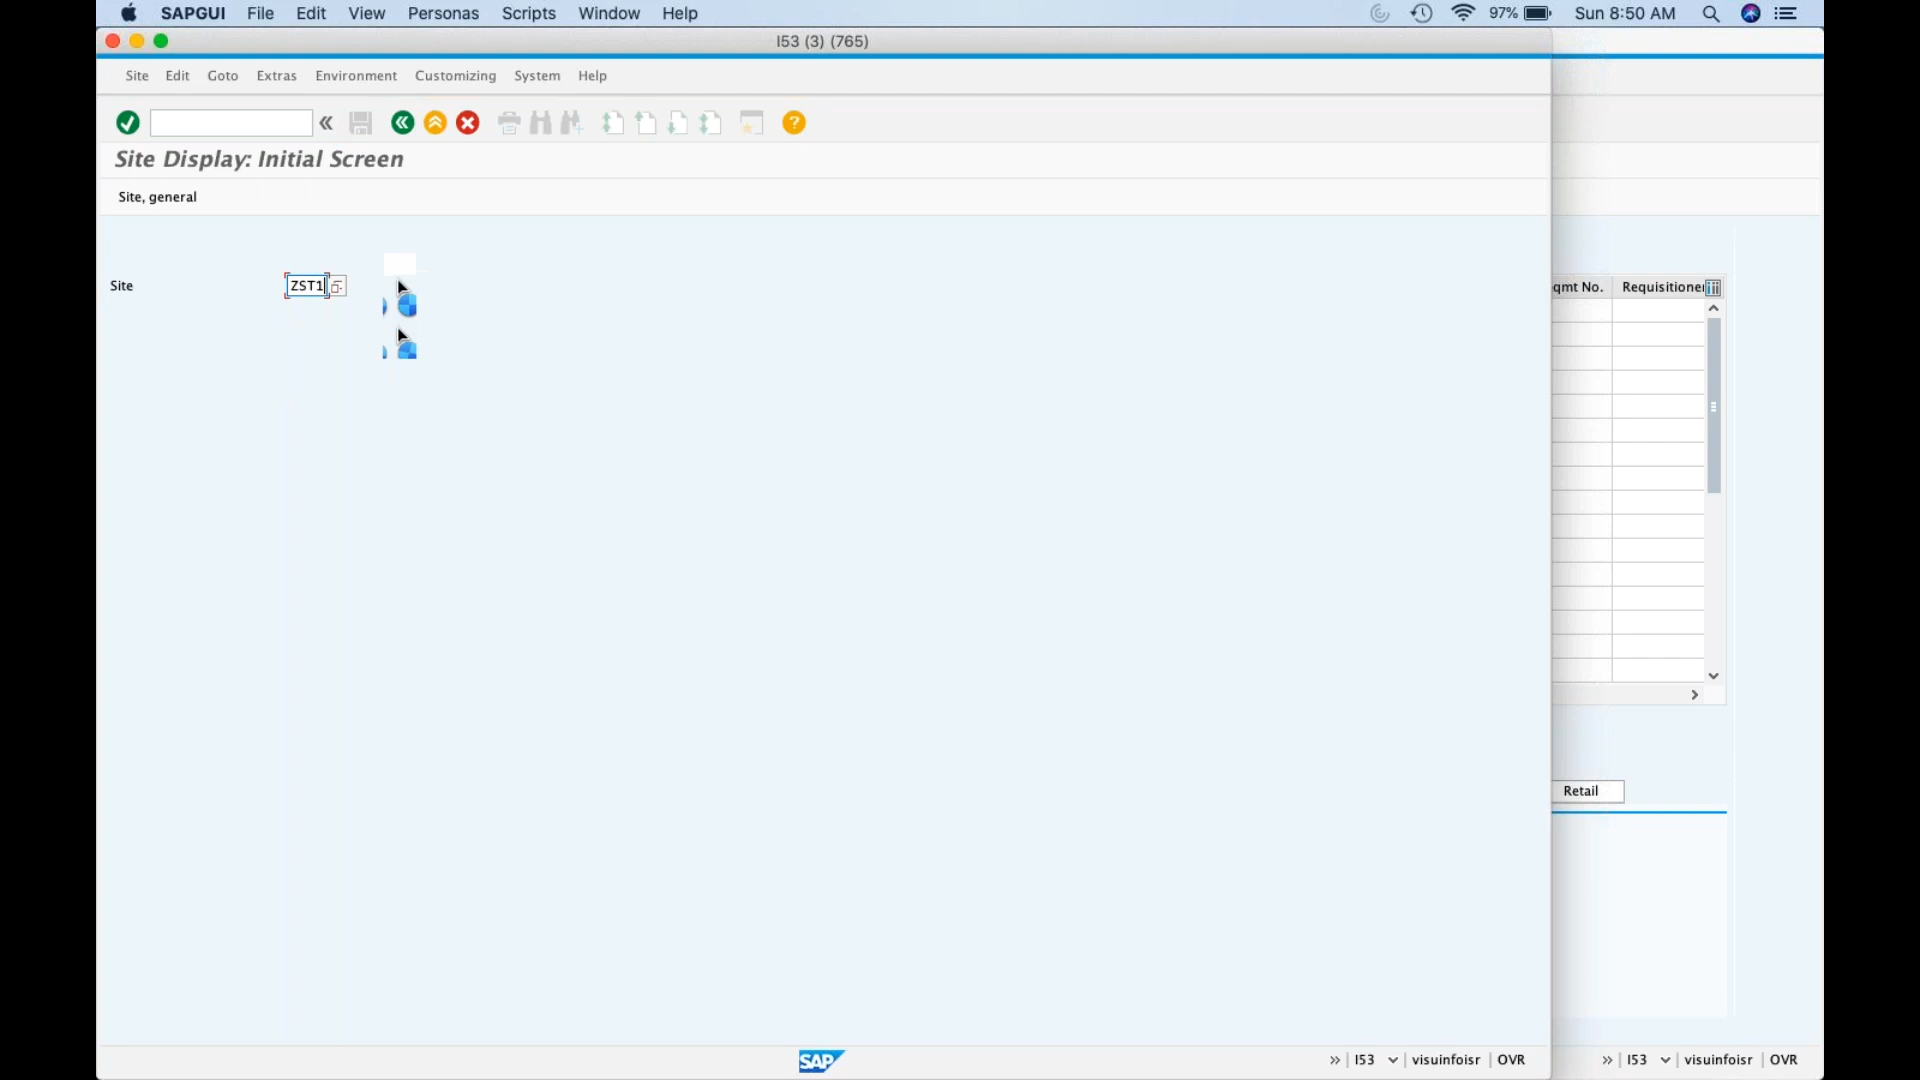 SAPGUI File Edit View Personas Scripts Window Help 97% Sun 8:50 AM
I53 (3) (765)
Site Edit Goto Extras Environment Customizing System Help
Site Display: Initial Screen
Site, general
Site ZST1
qmt No. Requisitioner
Retail
SAP I53 visuinfoisr OVR I53 visuinfoisr OVR